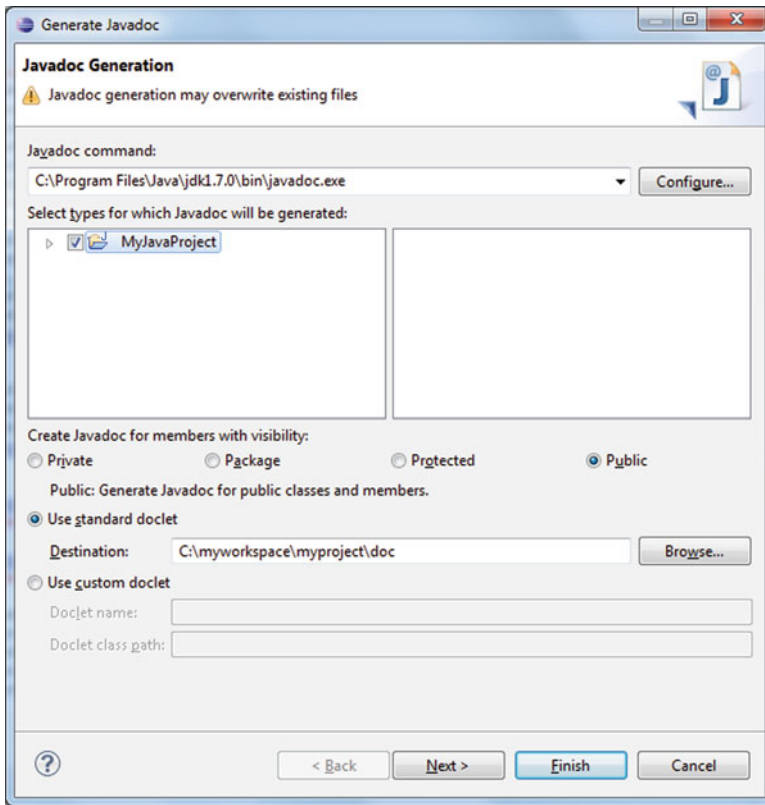 Generate Javadoc
Javadoc Generation
Javadoc generation may overwrite existing files
@
J
Javadoc command:
C:\Program Files\Java\jdk1.7.0\bin\javadoc.exe
Configure...
Select types for which Javadoc will be generated:
MyJavaProject
Create Javadoc for members with visibility:
Private Package Protected Public
Public: Generate Javadoc for public classes and members.
Use standard doclet
Destination: C:\myworkspace\myproject\doc Browse...
Use custom doclet
Doclet name:
Doclet class path:
? < Back Next > Finish Cancel